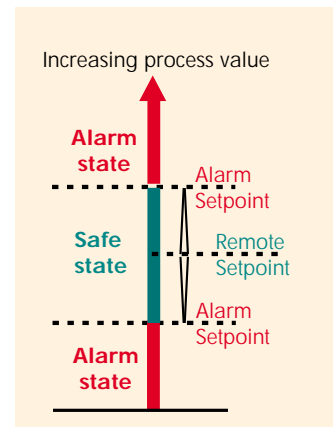 Increasing process value
Alarm
state
Alarm
Setpoint
Safe
state
Remote
Setpoint
Alarm
Setpoint
Alarm
state